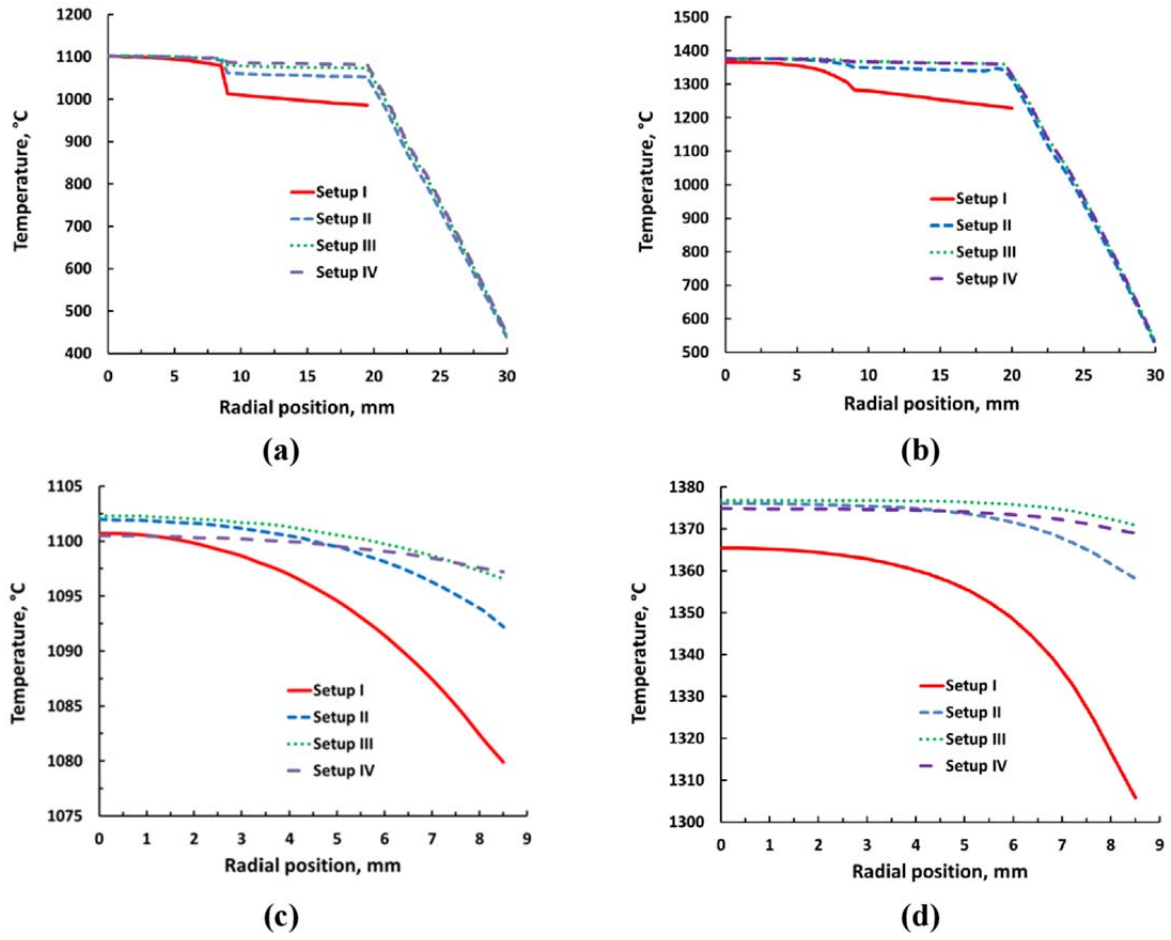 1200
1100
1000
900
800
700
600
500
400
0 5 10 15 20 25 30
Temperature, °C
Radial position, mm
Setup I
Setup II
Setup III
Setup IV
(a)
1500
1400
1300
1200
1100
1000
900
800
700
600
500
0 5 10 15 20 25 30
Temperature, °C
Radial position, mm
Setup I
Setup II
Setup III
Setup IV
(b)
1105
1100
1095
1090
1085
1080
1075
0 1 2 3 4 5 6 7 8 9
Temperature, °C
Radial position, mm
Setup I
Setup II
Setup III
Setup IV
(c)
1380
1370
1360
1350
1340
1330
1320
1310
1300
0 1 2 3 4 5 6 7 8 9
Temperature, °C
Radial position, mm
Setup I
Setup II
Setup III
Setup IV
(d)